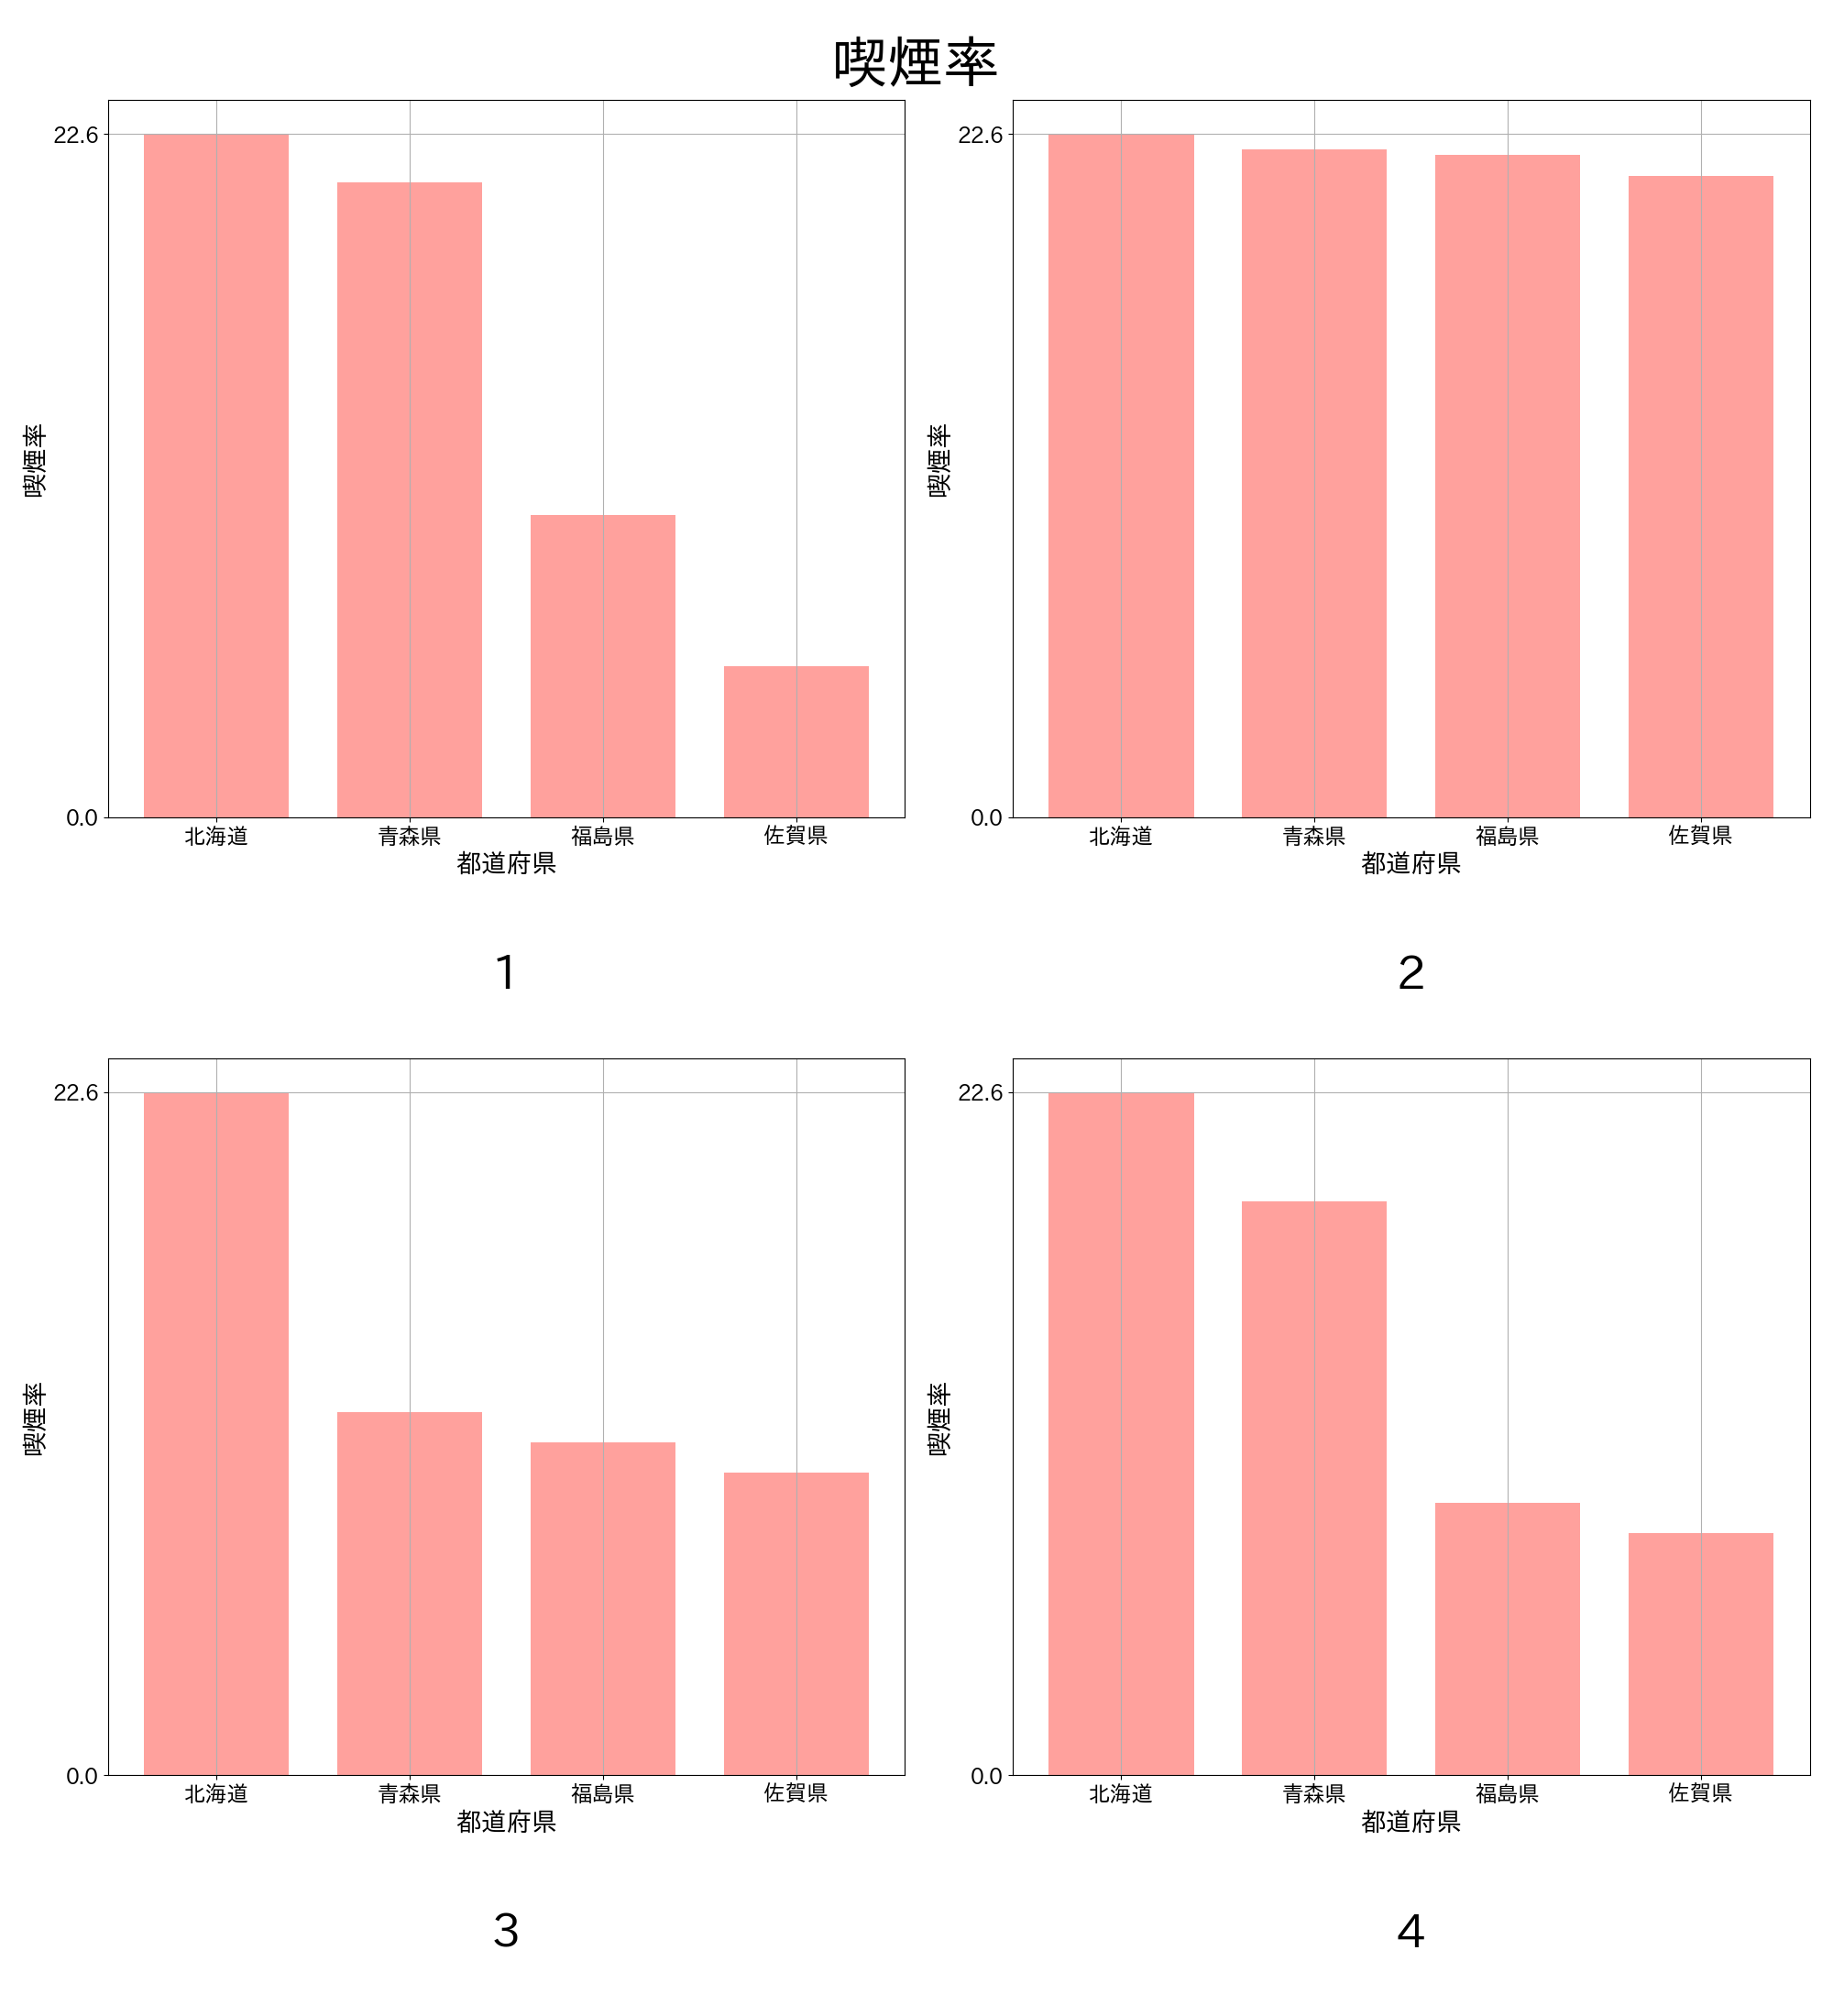 喫煙率
22.6
0.0
喫煙率
北海道 青森県 福島県 佐賀県
都道府県
1
22.6
0.0
喫煙率
北海道 青森県 福島県 佐賀県
都道府県
2
22.6
0.0
喫煙率
北海道 青森県 福島県 佐賀県
都道府県
3
22.6
0.0
喫煙率
北海道 青森県 福島県 佐賀県
都道府県
4